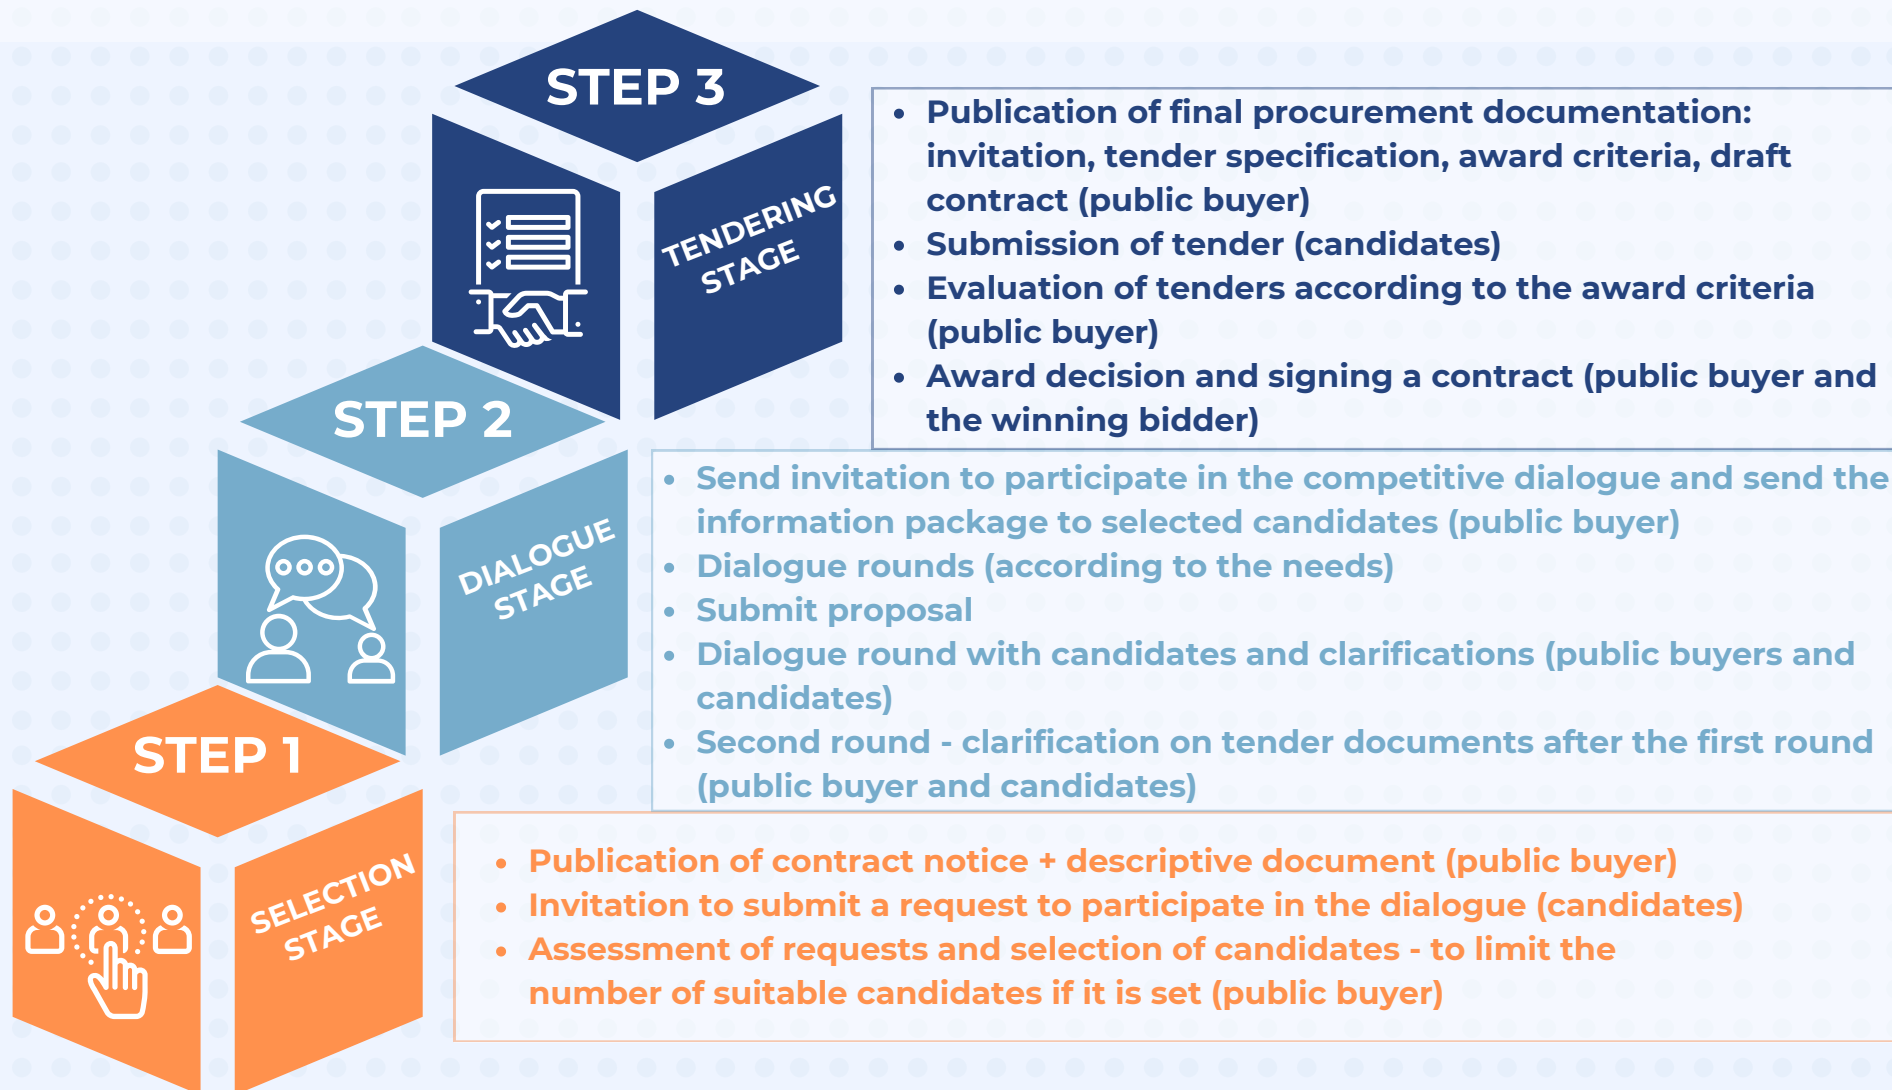 STEP 3
TENDERING
STAGE
• Publication of final procurement documentation:
invitation, tender specification, award criteria, draft
contract (public buyer)
• Submission of tender (candidates)
• Evaluation of tenders according to the award criteria
(public buyer)
• Award decision and signing a contract (public buyer and
the winning bidder)
STEP 2
DIALOGUE
STAGE
• Send invitation to participate in the competitive dialogue and send the
information package to selected candidates (public buyer)
• Dialogue rounds (according to the needs)
• Submit proposal
• Dialogue round with candidates and clarifications (public buyers and
candidates)
• Second round - clarification on tender documents after the first round
(public buyer and candidates)
STEP 1
SELECTION
STAGE
• Publication of contract notice + descriptive document (public buyer)
• Invitation to submit a request to participate in the dialogue (candidates)
• Assessment of requests and selection of candidates - to limit the
number of suitable candidates if it is set (public buyer)